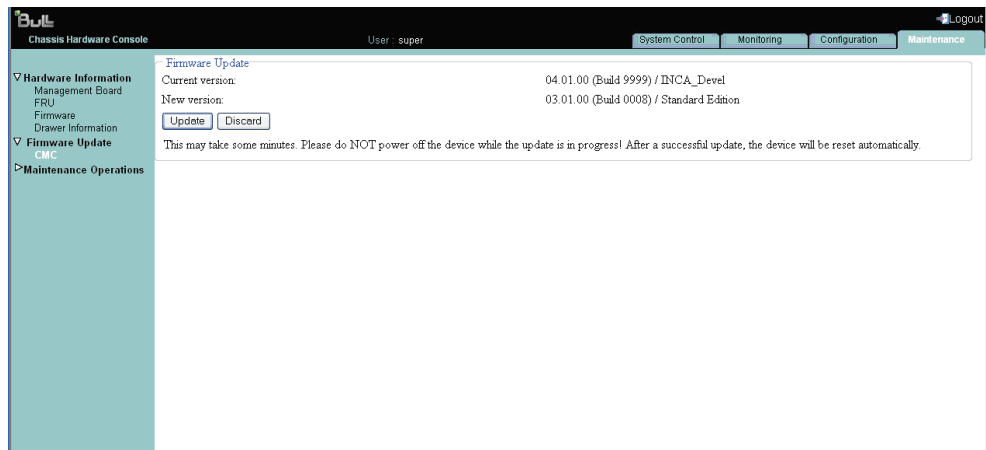 Bull
Logout
Chassis Hardware Console
User : super
System Control
Monitoring
Configuration
Maintenance
Hardware Information
Management Board
FRU
Firmware
Drawer Information
Firmware Update
CMC
Maintenance Operations
Firmware Update
Current version: 04.01.00 (Build 9999) / INCA_Devel
New version: 03.01.00 (Build 0008) / Standard Edition
Update Discard
This may take some minutes. Please do NOT power off the device while the update is in progress! After a successful update, the device will be reset automatically.